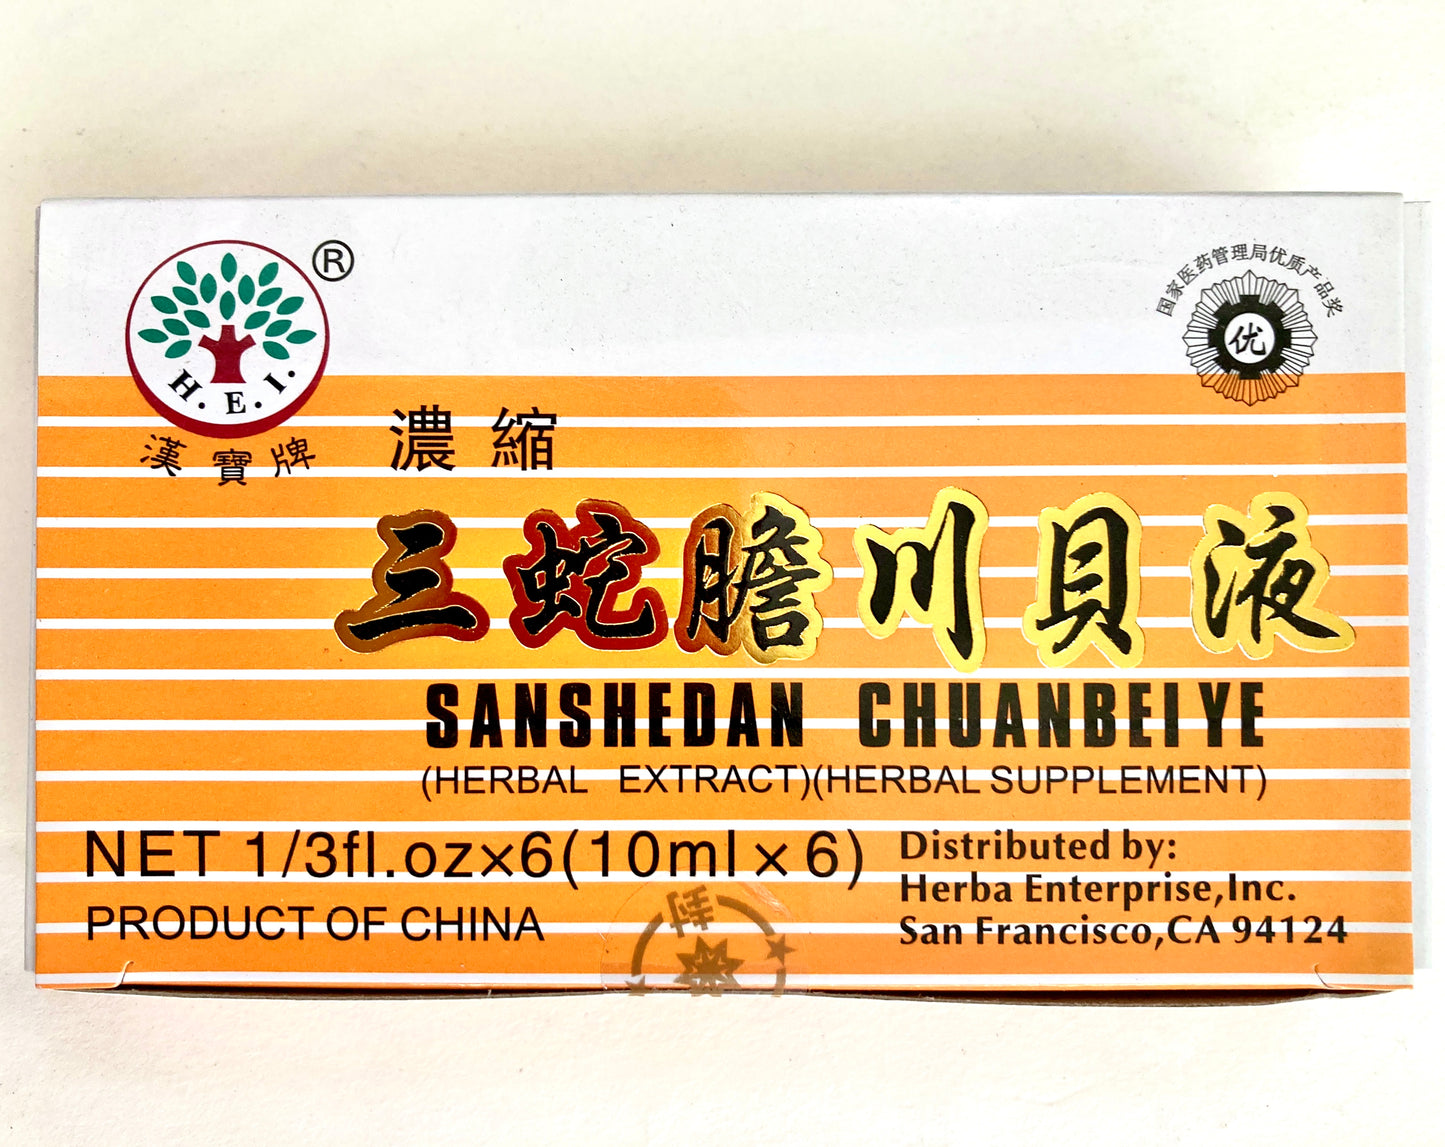 ®
国家医药管理局优质产品奖
优
H.E.I.
漢寶牌
濃縮
三蛇膽川貝液
SANSHEDAN CHUANBEIYE
(HERBAL EXTRACT)(HERBAL SUPPLEMENT)
NET 1/3fl.oz×6(10ml×6)
PRODUCT OF CHINA
Distributed by:
Herba Enterprise,Inc.
San Francisco,CA 94124
封